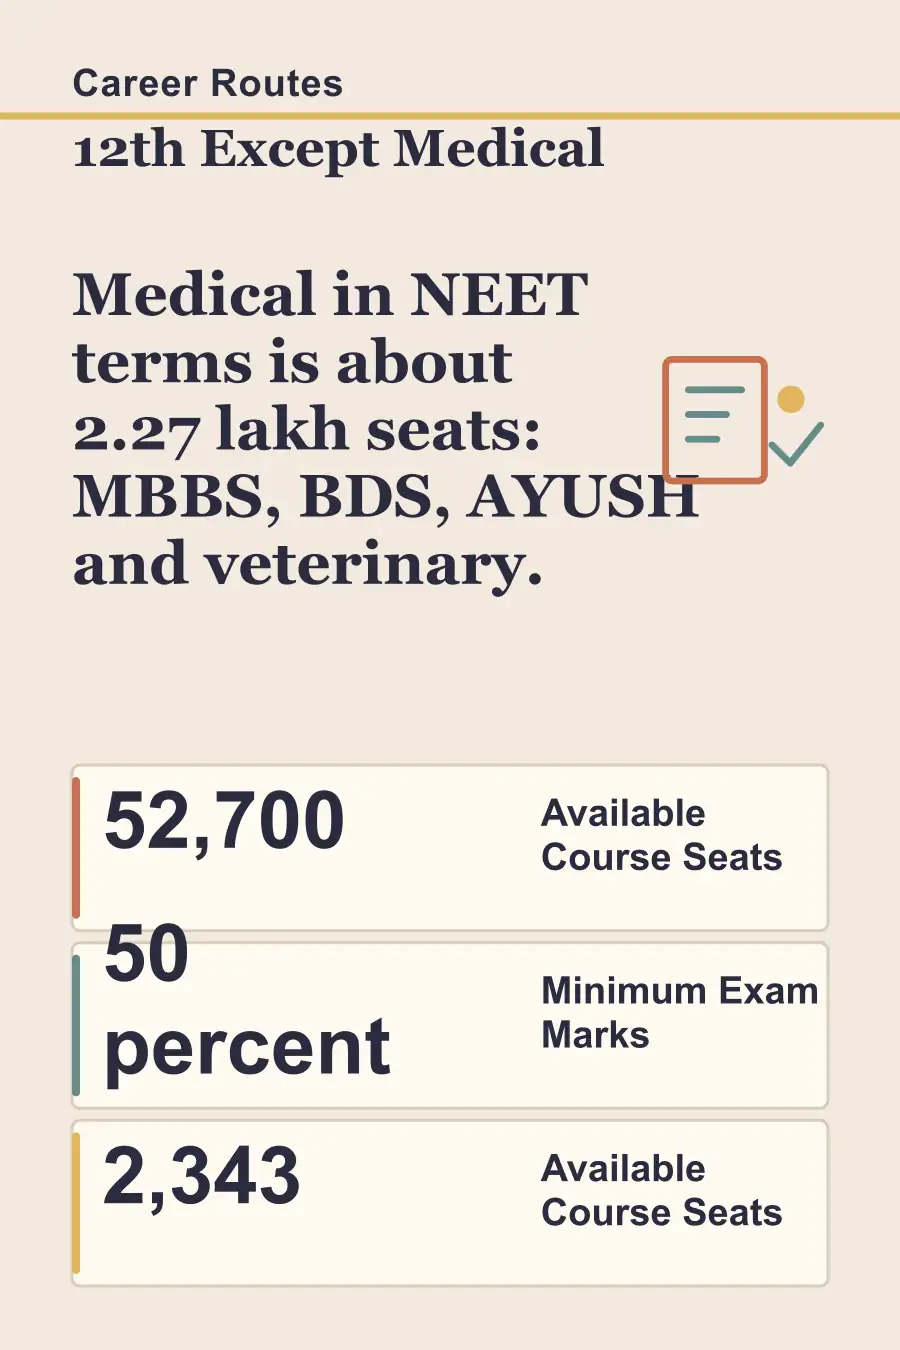 Career Routes
12th Except Medical
Medical in NEET
terms is about
2.27 lakh seats:
MBBS, BDS, AYUSH
and veterinary.
52,700
Available
Course Seats
50
percent
Minimum Exam
Marks
2,343
Available
Course Seats